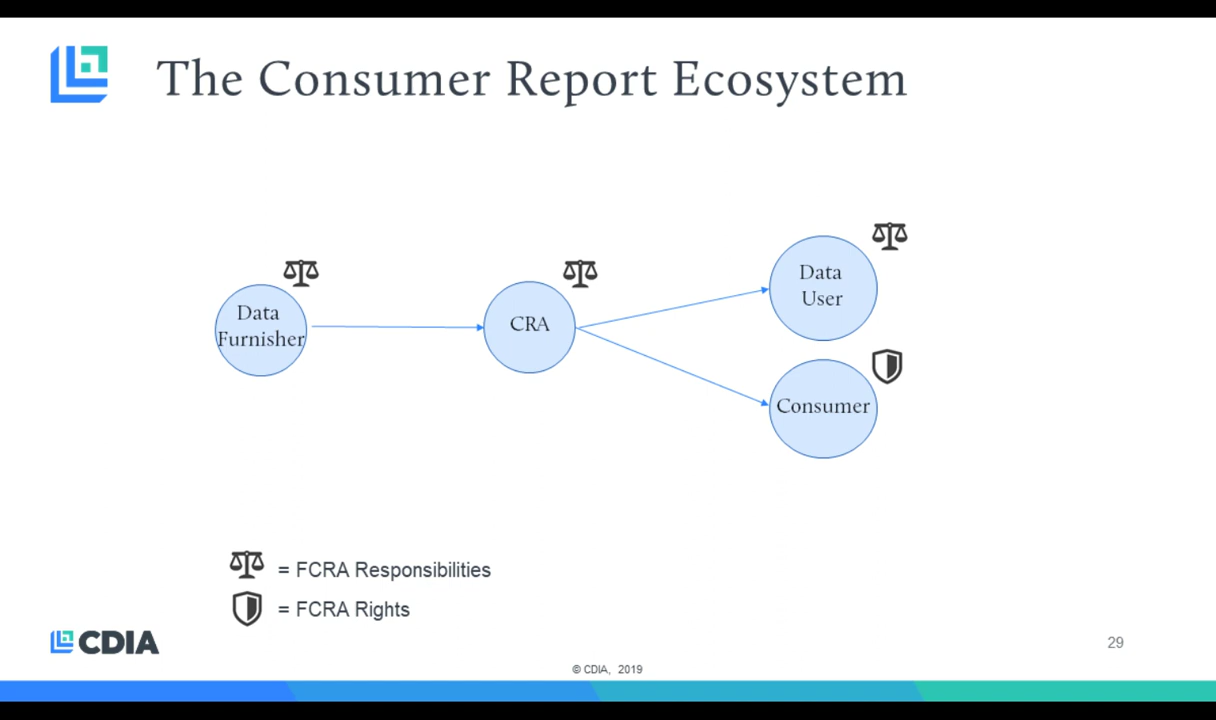 The Consumer Report Ecosystem
Data
Furnisher
CRA
Data
User
Consumer
= FCRA Responsibilities
= FCRA Rights
CDIA
29
© CDIA, 2019